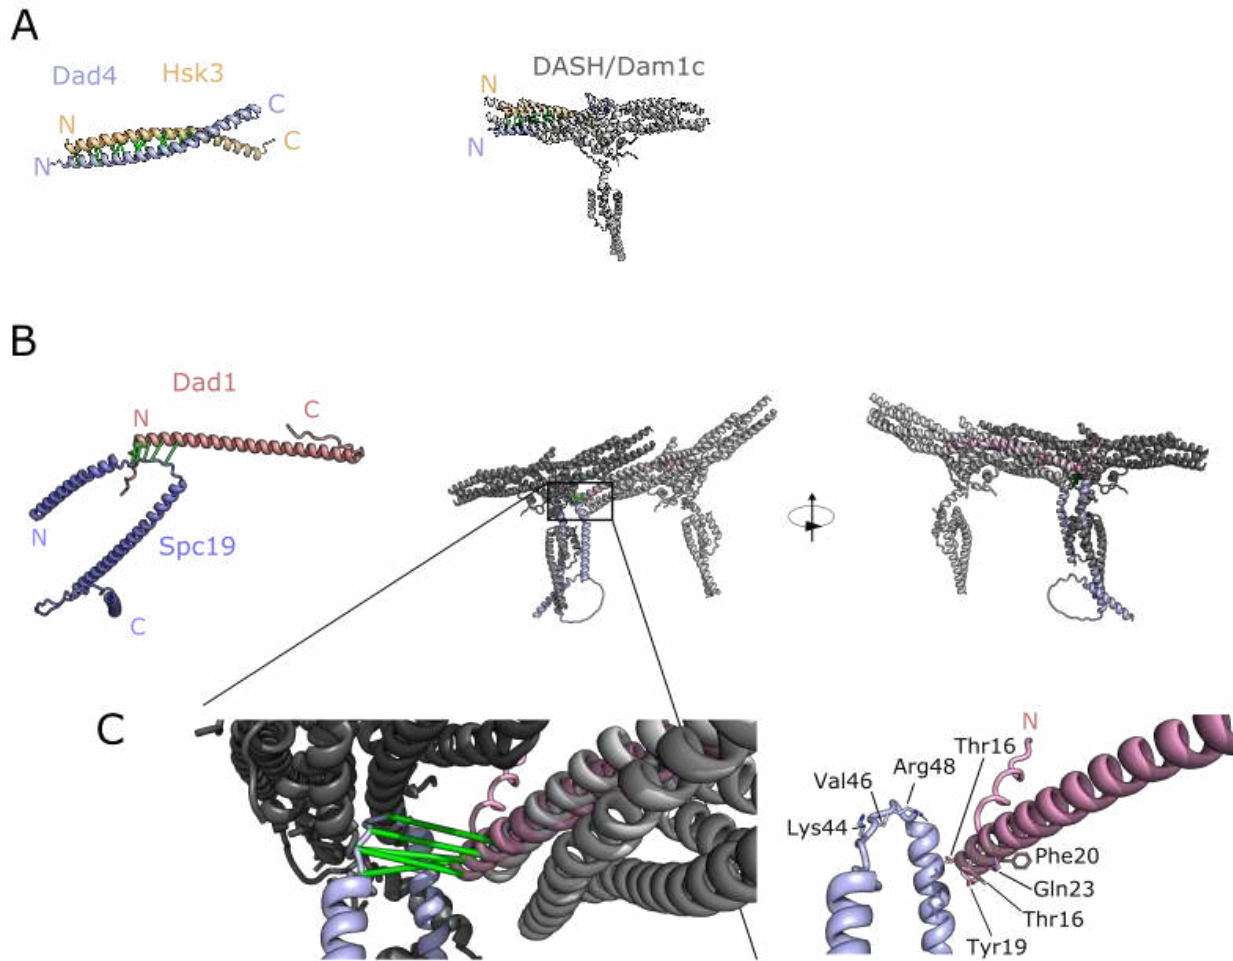 A
Dad4 Hsk3 DASH/Dam1c
N C N
N C N
B
Dad1
N C
N Spc19
C
C
N
Thr16
Arg48
Val46
Lys44
Phe20
Gln23
Thr16
Tyr19